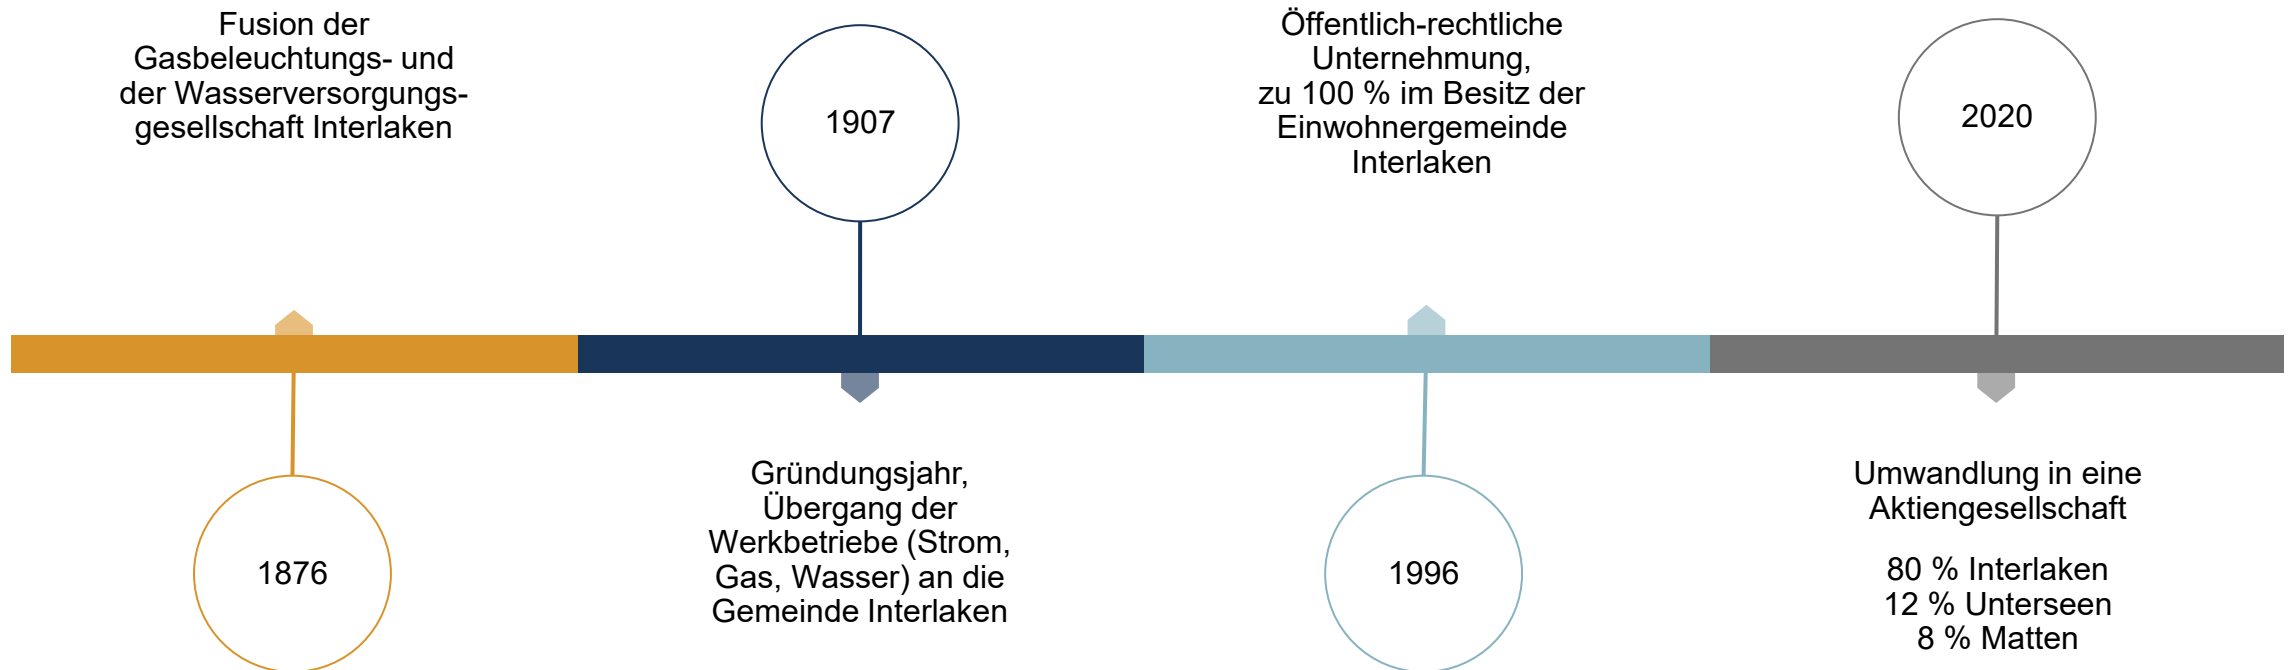 Fusion der
Gasbeleuchtungs- und
der Wasserversorgungs-
gesellschaft Interlaken
1876
1907
Gründungsjahr,
Übergang der
Werkbetriebe (Strom,
Gas, Wasser) an die
Gemeinde Interlaken
Öffentlich-rechtliche
Unternehmung,
zu 100 % im Besitz der
Einwohnergemeinde
Interlaken
1996
2020
Umwandlung in eine
Aktiengesellschaft
80 % Interlaken
12 % Unterseen
8 % Matten